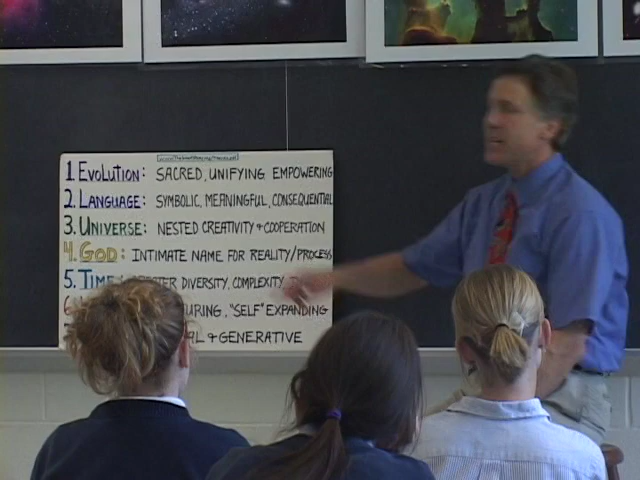 1. EVOLUTION: SACRED, UNIFYING EMPOWERING
2. LANGUAGE: SYMBOLIC, MEANINGFUL, CONSEQUENTIAL
3. UNIVERSE: NESTED CREATIVITY + COOPERATION
4. GOD: INTIMATE NAME FOR REALITY/PROCESS
5. TIME: DIVERSITY, COMPLEXITY,
"SELF" EXPANDING
+ GENERATIVE